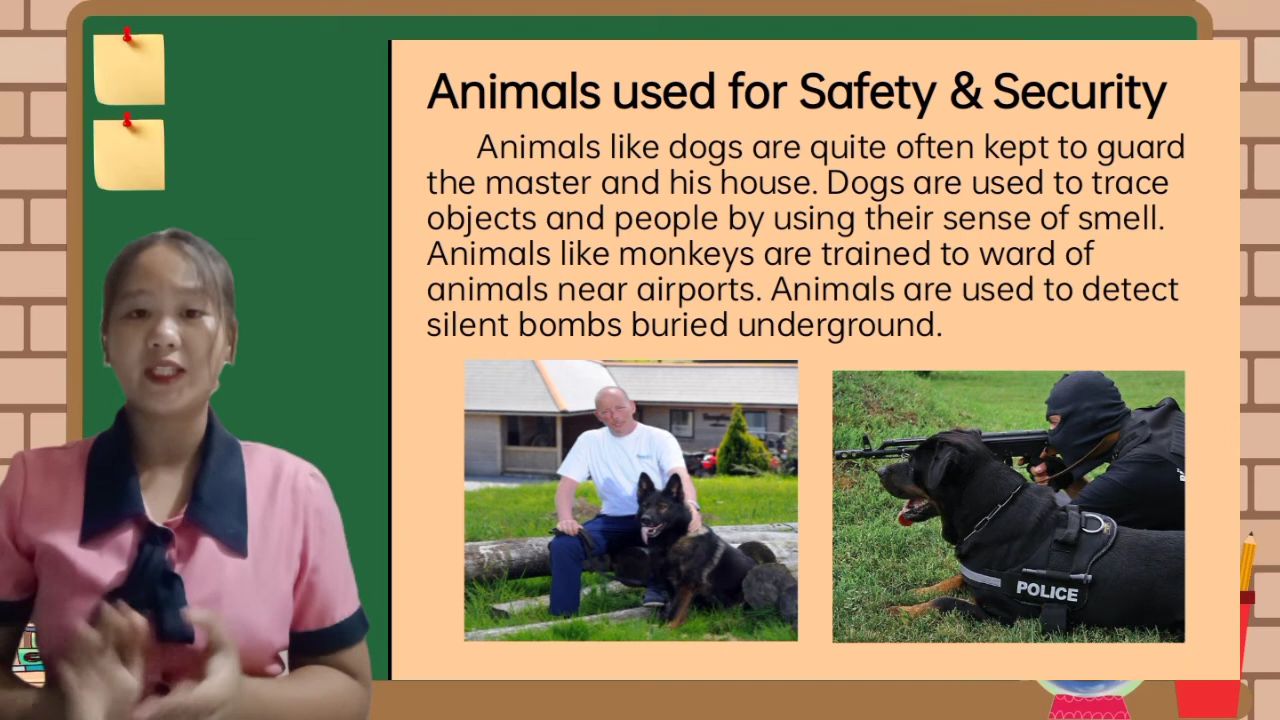 Animals used for Safety & Security
Animals like dogs are quite often kept to guard
the master and his house. Dogs are used to trace
objects and people by using their sense of smell.
Animals like monkeys are trained to ward of
animals near airports. Animals are used to detect
silent bombs buried underground.
POLICE